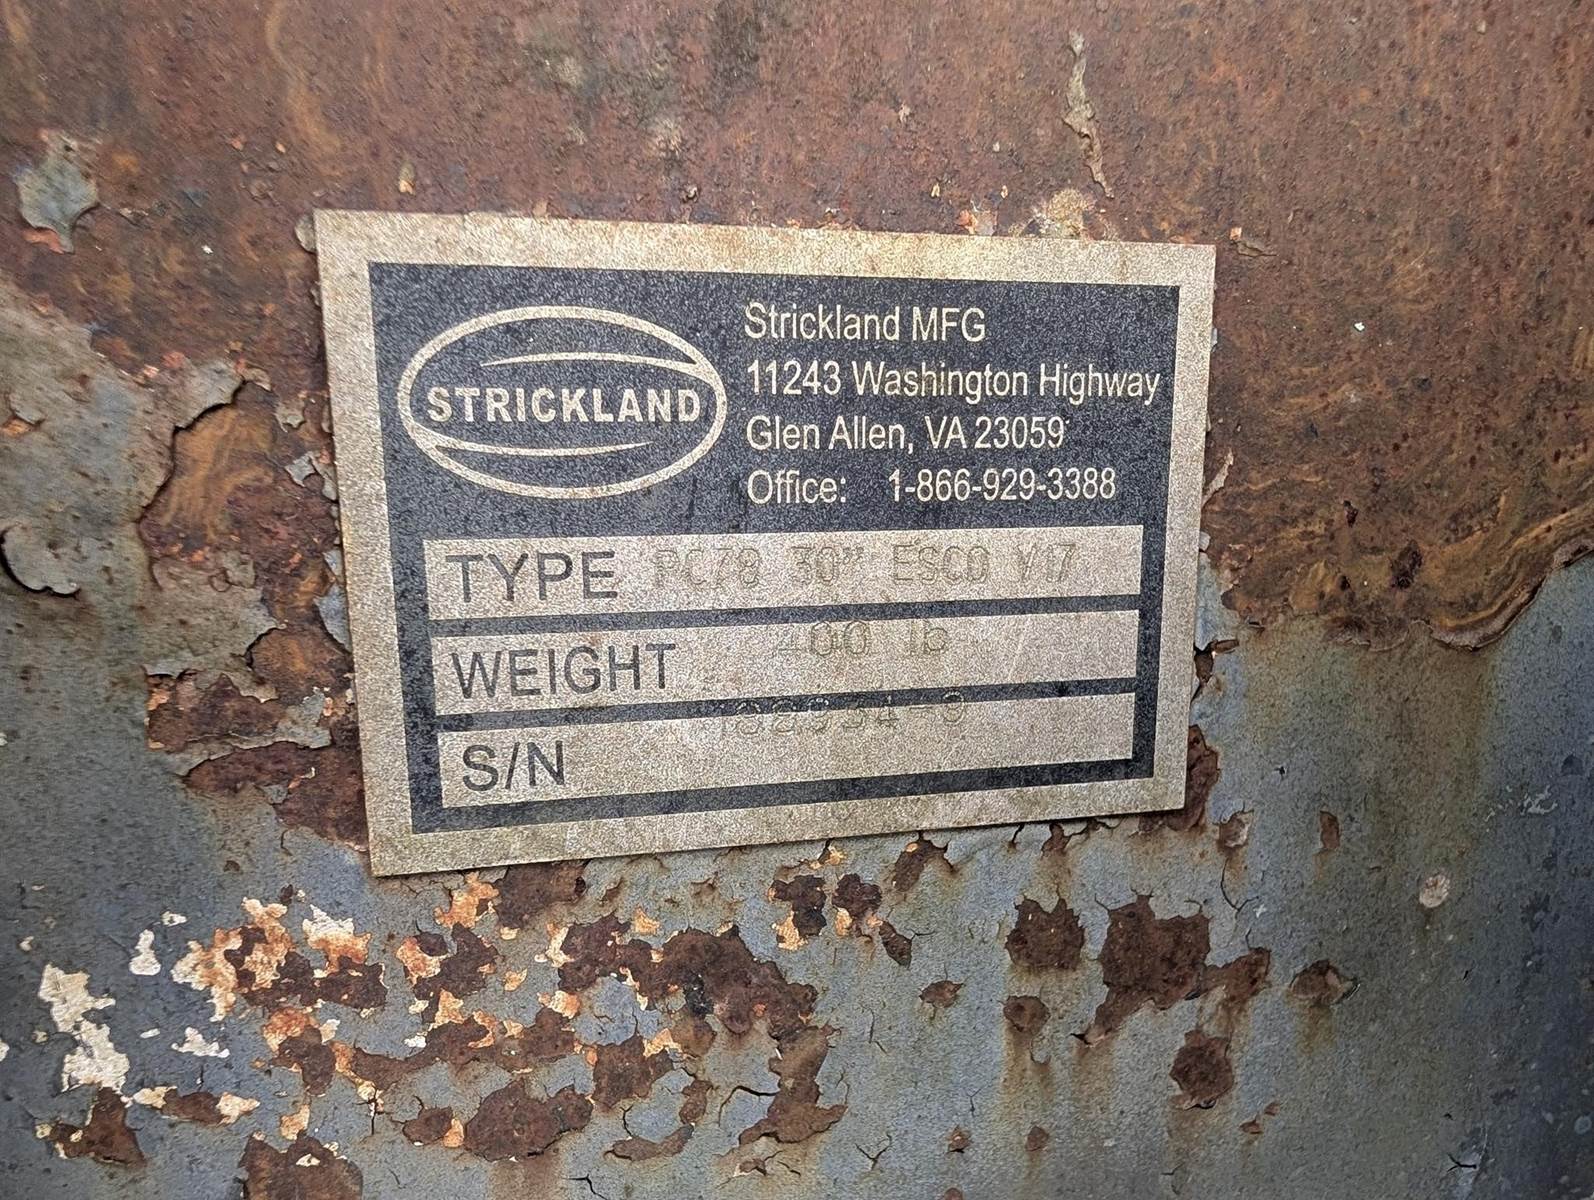 STRICKLAND
Strickland MFG
11243 Washington Highway
Glen Allen, VA 23059
Office: 1-866-929-3388
TYPE PC78 30" ESCO V17
WEIGHT 400 lb
S/N